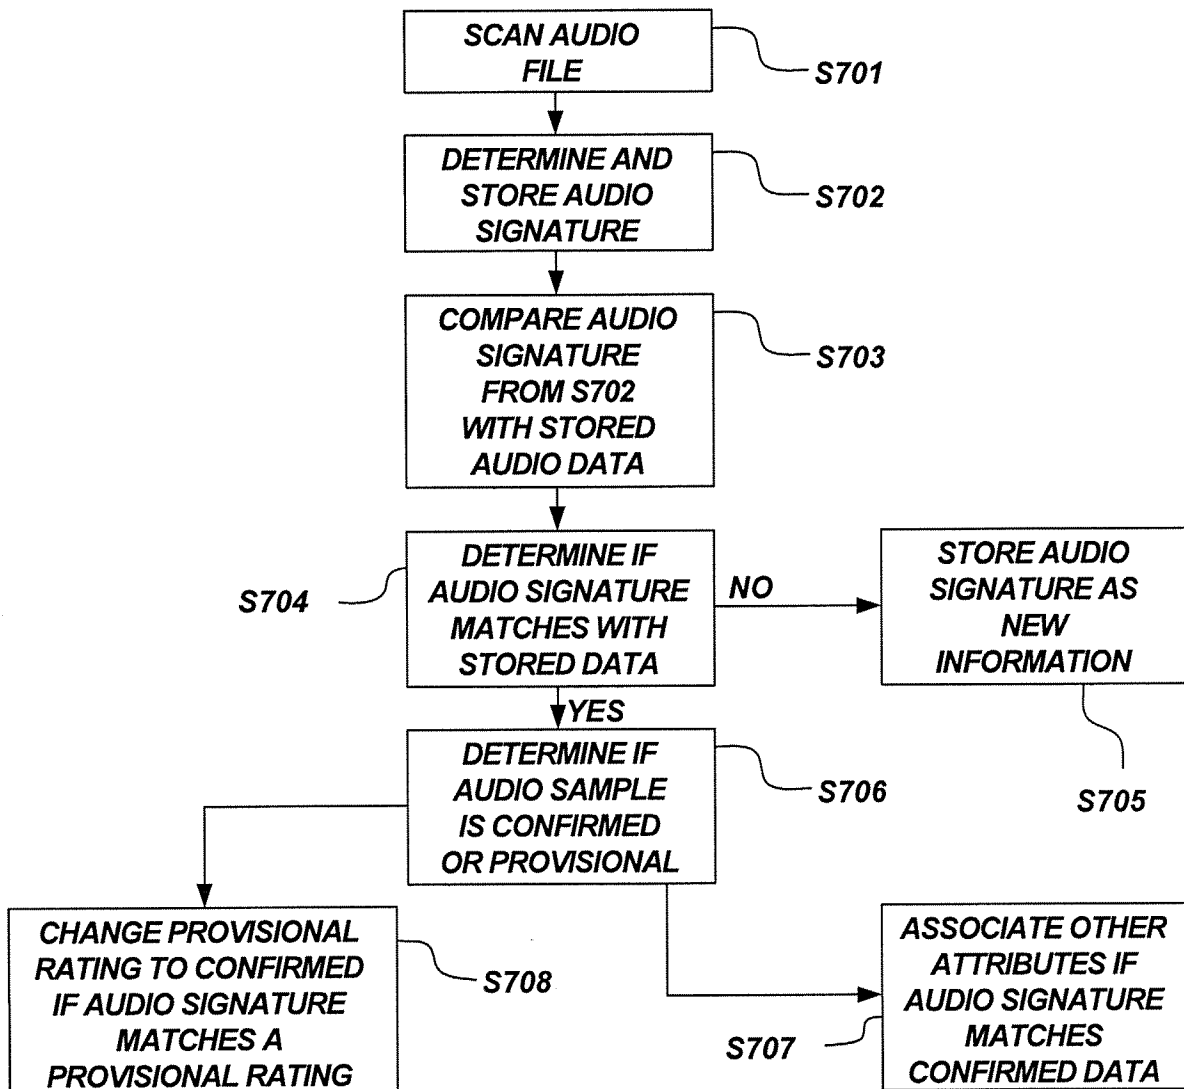 SCAN AUDIO
FILE
S701
DETERMINE AND
STORE AUDIO
SIGNATURE
S702
COMPARE AUDIO
SIGNATURE
FROM S702
WITH STORED
AUDIO DATA
S703
DETERMINE IF
AUDIO SIGNATURE
MATCHES WITH
STORED DATA
S704
NO
STORE AUDIO
SIGNATURE AS
NEW
INFORMATION
S705
YES
DETERMINE IF
AUDIO SAMPLE
IS CONFIRMED
OR PROVISIONAL
S706
CHANGE PROVISIONAL
RATING TO CONFIRMED
IF AUDIO SIGNATURE
MATCHES A
PROVISIONAL RATING
S708
ASSOCIATE OTHER
ATTRIBUTES IF
AUDIO SIGNATURE
MATCHES
CONFIRMED DATA
S707